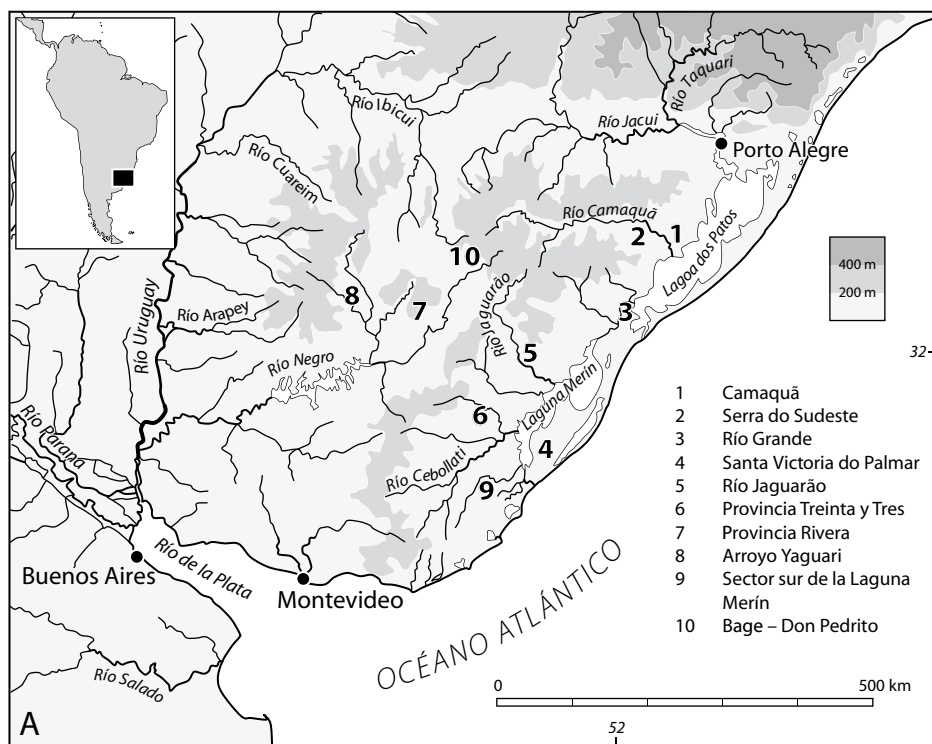 Río Ibicui
Río Taquari
Río Jacui
Porto Alegre
Río Cuareim
Río Camaquã
2
1
Lagoa dos Patos
10
400 m
200 m
8
7
Río Jaguarão
3
Río Uruguay
Río Arapey
Río Negro
5
32
Laguna Merín
6
4
Río Parana
Río Cebollati
9
1 Camaquã
2 Serra do Sudeste
3 Río Grande
4 Santa Victoria do Palmar
5 Río Jaguarão
6 Provincia Treinta y Tres
7 Provincia Rivera
8 Arroyo Yaguari
9 Sector sur de la Laguna
Merín
10 Bage – Don Pedrito
Buenos Aires
Río de la Plata
Montevideo
OCÉANO ATLÁNTICO
Río Salado
0 500 km
A
52